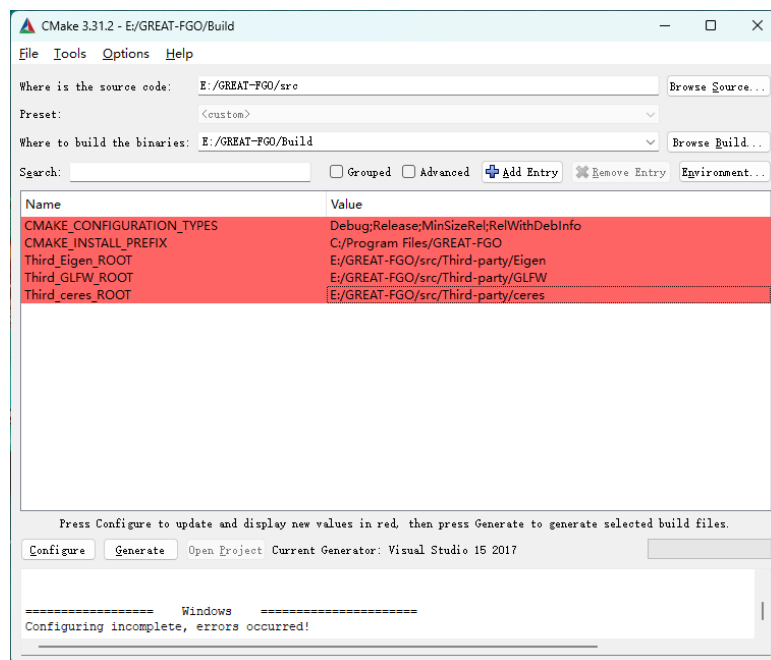 CMake 3.31.2 - E:/GREAT-FGO/Build
File Tools Options Help
Where is the source code: E:/GREAT-FGO/src Browse Source...
Preset: <custom>
Where to build the binaries: E:/GREAT-FGO/Build Browse Build...
Search: Grouped Advanced Add Entry Remove Entry Environment...
Name Value
CMAKE_CONFIGURATION_TYPES Debug;Release;MinSizeRel;RelWithDebInfo
CMAKE_INSTALL_PREFIX C:/Program Files/GREAT-FGO
Third_Eigen_ROOT E:/GREAT-FGO/src/Third-party/Eigen
Third_GLFW_ROOT E:/GREAT-FGO/src/Third-party/GLFW
Third_ceres_ROOT E:/GREAT-FGO/src/Third-party/ceres
Press Configure to update and display new values in red, then press Generate to generate selected build files.
Configure Generate Open Project Current Generator: Visual Studio 15 2017
================== Windows ======================
Configuring incomplete, errors occurred!